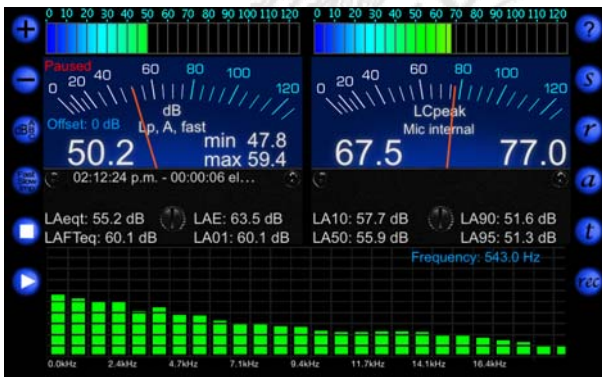 0 10 20 30 40 50 60 70 80 90 100 110 120
0 10 20 30 40 50 60 70 80 90 100 110 120
+
?
Paused
0 20 40 60 80 100 120
0 20 40 60 80 100 120
-
s
dB
LCpeak
Offset: 0 dB
Lp, A, fast
Mic internal
r
50.2
min 47.8
max 59.4
67.5
77.0
Fast
Slow
02:12:24 p.m. - 00:00:06 el...
a
LAeqt: 55.2 dB
LAE: 63.5 dB
LA10: 57.7 dB
LA90: 51.6 dB
t
LAFTeq: 60.1 dB
LA01: 60.1 dB
LA50: 55.9 dB
LA95: 51.3 dB
Frequency: 543.0 Hz
rec
0.0kHz 2.4kHz 4.7kHz 7.1kHz 9.4kHz 11.7kHz 14.1kHz 16.4kHz